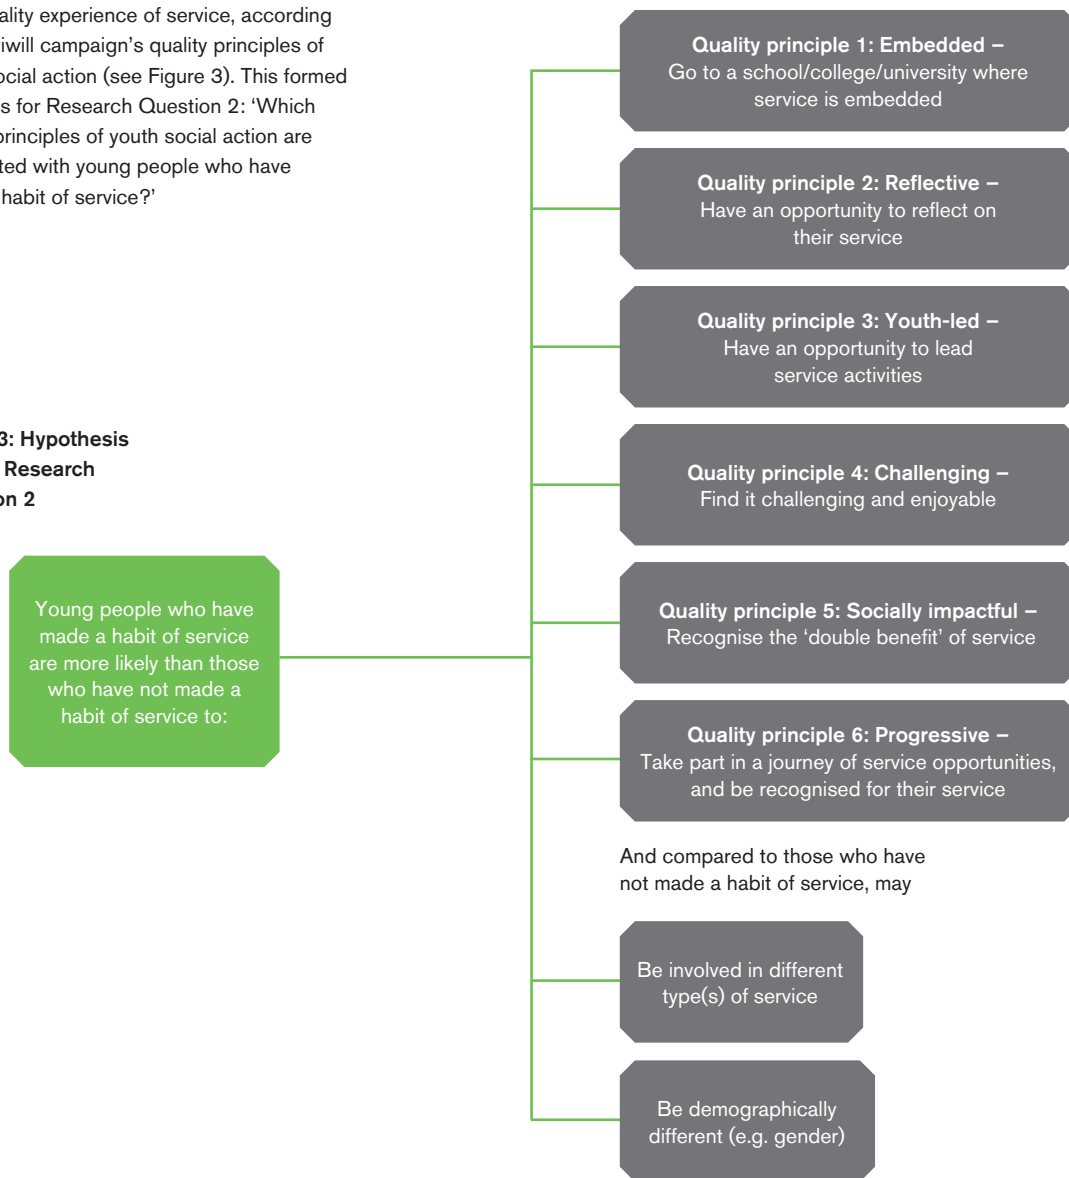 ality experience of service, according
iwill campaign's quality principles of
ocial action (see Figure 3). This formed
s for Research Question 2: 'Which
principles of youth social action are
ted with young people who have
habit of service?'
3: Hypothesis
Research
on 2
Young people who have
made a habit of service
are more likely than those
who have not made a
habit of service to:
Quality principle 1: Embedded –
Go to a school/college/university where
service is embedded
Quality principle 2: Reflective –
Have an opportunity to reflect on
their service
Quality principle 3: Youth-led –
Have an opportunity to lead
service activities
Quality principle 4: Challenging –
Find it challenging and enjoyable
Quality principle 5: Socially impactful –
Recognise the 'double benefit' of service
Quality principle 6: Progressive –
Take part in a journey of service opportunities,
and be recognised for their service
And compared to those who have
not made a habit of service, may
Be involved in different
type(s) of service
Be demographically
different (e.g. gender)